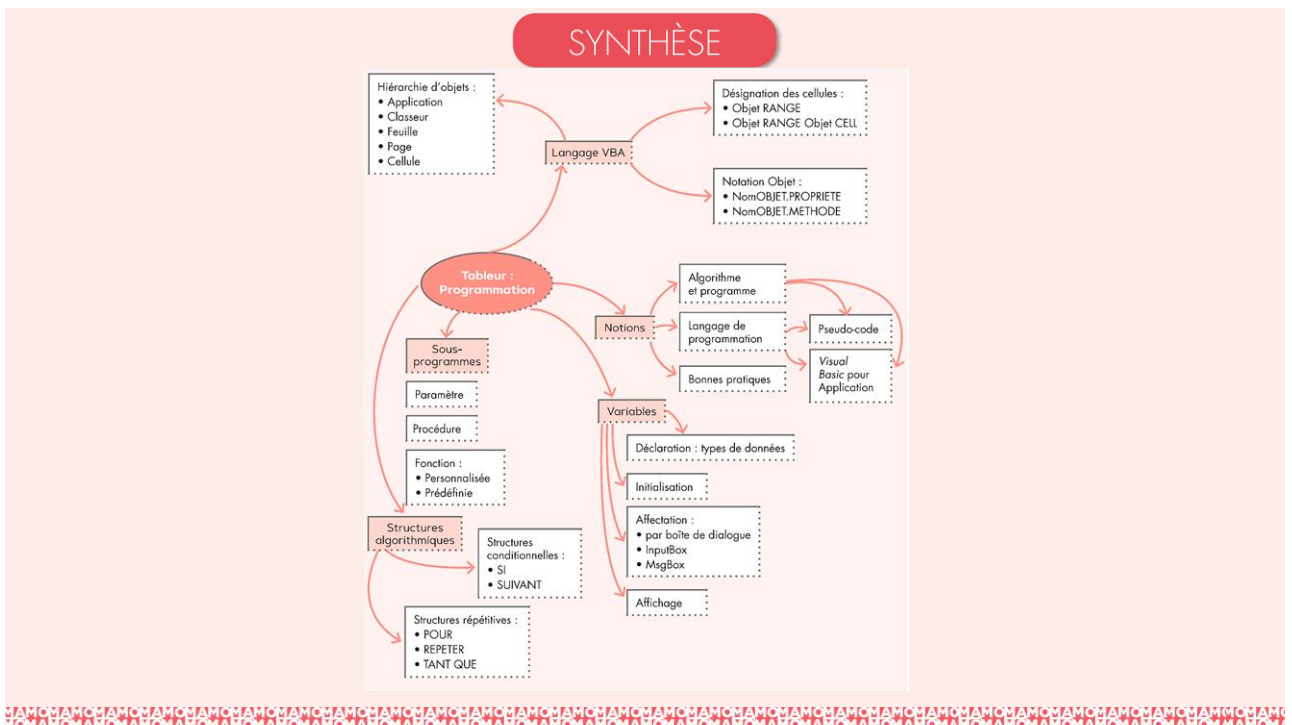 SYNTHÈSE
Hiérarchie d'objets :
• Application
• Classeur
• Feuille
• Page
• Cellule
Langage VBA
Désignation des cellules :
• Objet RANGE
• Objet RANGE Objet CELL
Notation Objet :
• NomOBJET.PROPRIETE
• NomOBJET.METHODE
Tableur :
Programmation
Notions
Algorithme
et programme
Langage de
programmation
Bonnes pratiques
Pseudo-code
Visual
Basic pour
Application
Sous-
programmes
Paramètre
Procédure
Fonction :
• Personnalisée
• Prédéfinie
Variables
Déclaration : types de données
Initialisation
Affectation :
• par boîte de dialogue
• InputBox
• MsgBox
Affichage
Structures
algorithmiques
Structures
conditionnelles :
• SI
• SUIVANT
Structures répétitives :
• POUR
• REPETER
• TANT QUE